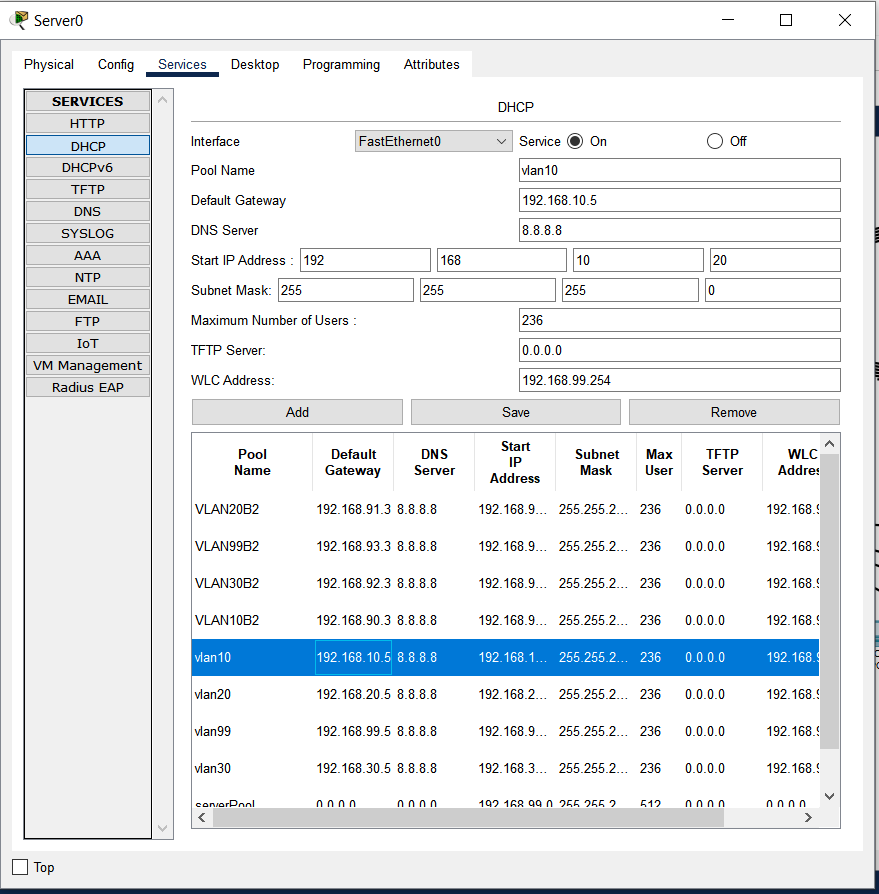 Server0
Physical Config Services Desktop Programming Attributes
SERVICES
HTTP
DHCP
DHCPv6
TFTP
DNS
SYSLOG
AAA
NTP
EMAIL
FTP
IoT
VM Management
Radius EAP
DHCP
Interface FastEthernet0 Service On Off
Pool Name vlan10
Default Gateway 192.168.10.5
DNS Server 8.8.8.8
Start IP Address : 192 168 10 20
Subnet Mask: 255 255 255 0
Maximum Number of Users : 236
TFTP Server: 0.0.0.0
WLC Address: 192.168.99.254
Add Save Remove
Pool Name Default Gateway DNS Server Start IP Address Subnet Mask Max User TFTP Server WLC Addres
VLAN20B2 192.168.91.3 8.8.8.8 192.168.9... 255.255.2... 236 0.0.0.0 192.168.9
VLAN99B2 192.168.93.3 8.8.8.8 192.168.9... 255.255.2... 236 0.0.0.0 192.168.9
VLAN30B2 192.168.92.3 8.8.8.8 192.168.9... 255.255.2... 236 0.0.0.0 192.168.9
VLAN10B2 192.168.90.3 8.8.8.8 192.168.9... 255.255.2... 236 0.0.0.0 192.168.9
vlan10 192.168.10.5 8.8.8.8 192.168.1... 255.255.2... 236 0.0.0.0 192.168.9
vlan20 192.168.20.5 8.8.8.8 192.168.2... 255.255.2... 236 0.0.0.0 192.168.9
vlan99 192.168.99.5 8.8.8.8 192.168.9... 255.255.2... 236 0.0.0.0 192.168.9
vlan30 192.168.30.5 8.8.8.8 192.168.3... 255.255.2... 236 0.0.0.0 192.168.9
serverPool 0.0.0.0 0.0.0.0 192.168.99.0 255.255.2... 512 0.0.0.0 0.0.0.0
Top